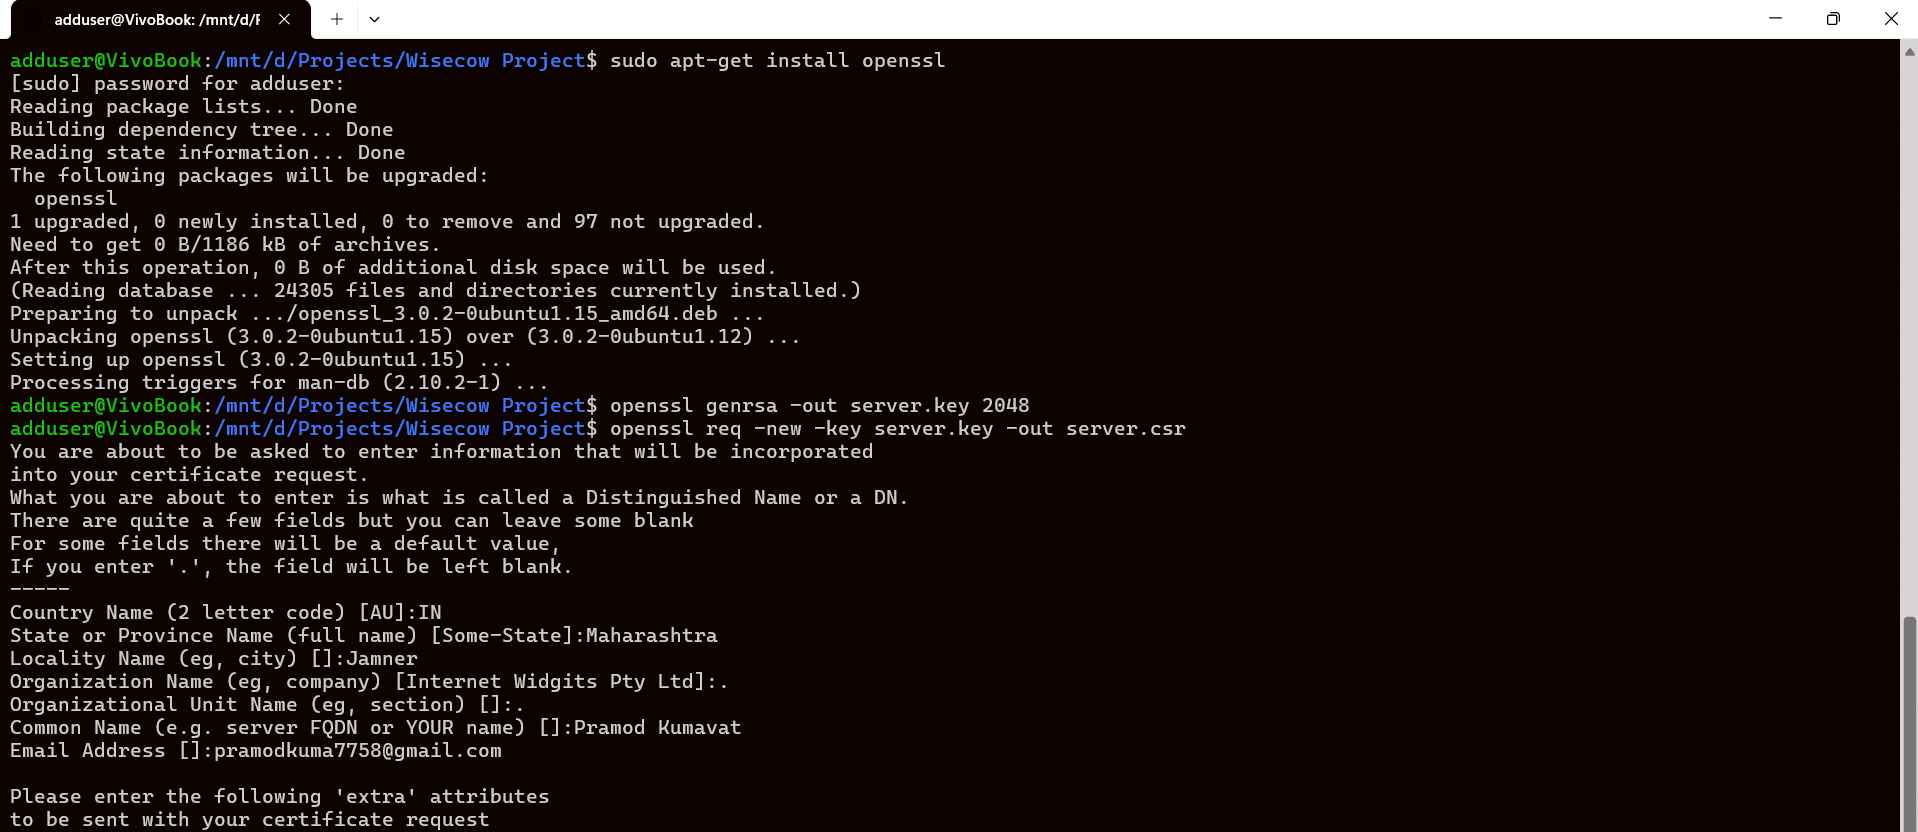 adduser@VivoBook: /mnt/d/F
adduser@VivoBook:/mnt/d/Projects/Wisecow Project$ sudo apt-get install openssl
[sudo] password for adduser:
Reading package lists... Done
Building dependency tree... Done
Reading state information... Done
The following packages will be upgraded:
  openssl
1 upgraded, 0 newly installed, 0 to remove and 97 not upgraded.
Need to get 0 B/1186 kB of archives.
After this operation, 0 B of additional disk space will be used.
(Reading database ... 24305 files and directories currently installed.)
Preparing to unpack .../openssl_3.0.2-0ubuntu1.15_amd64.deb ...
Unpacking openssl (3.0.2-0ubuntu1.15) over (3.0.2-0ubuntu1.12) ...
Setting up openssl (3.0.2-0ubuntu1.15) ...
Processing triggers for man-db (2.10.2-1) ...
adduser@VivoBook:/mnt/d/Projects/Wisecow Project$ openssl genrsa -out server.key 2048
adduser@VivoBook:/mnt/d/Projects/Wisecow Project$ openssl req -new -key server.key -out server.csr
You are about to be asked to enter information that will be incorporated
into your certificate request.
What you are about to enter is what is called a Distinguished Name or a DN.
There are quite a few fields but you can leave some blank
For some fields there will be a default value,
If you enter '.', the field will be left blank.
-----
Country Name (2 letter code) [AU]:IN
State or Province Name (full name) [Some-State]:Maharashtra
Locality Name (eg, city) []:Jamner
Organization Name (eg, company) [Internet Widgits Pty Ltd]:.
Organizational Unit Name (eg, section) []:.
Common Name (e.g. server FQDN or YOUR name) []:Pramod Kumavat
Email Address []:pramodkuma7758@gmail.com

Please enter the following 'extra' attributes
to be sent with your certificate request